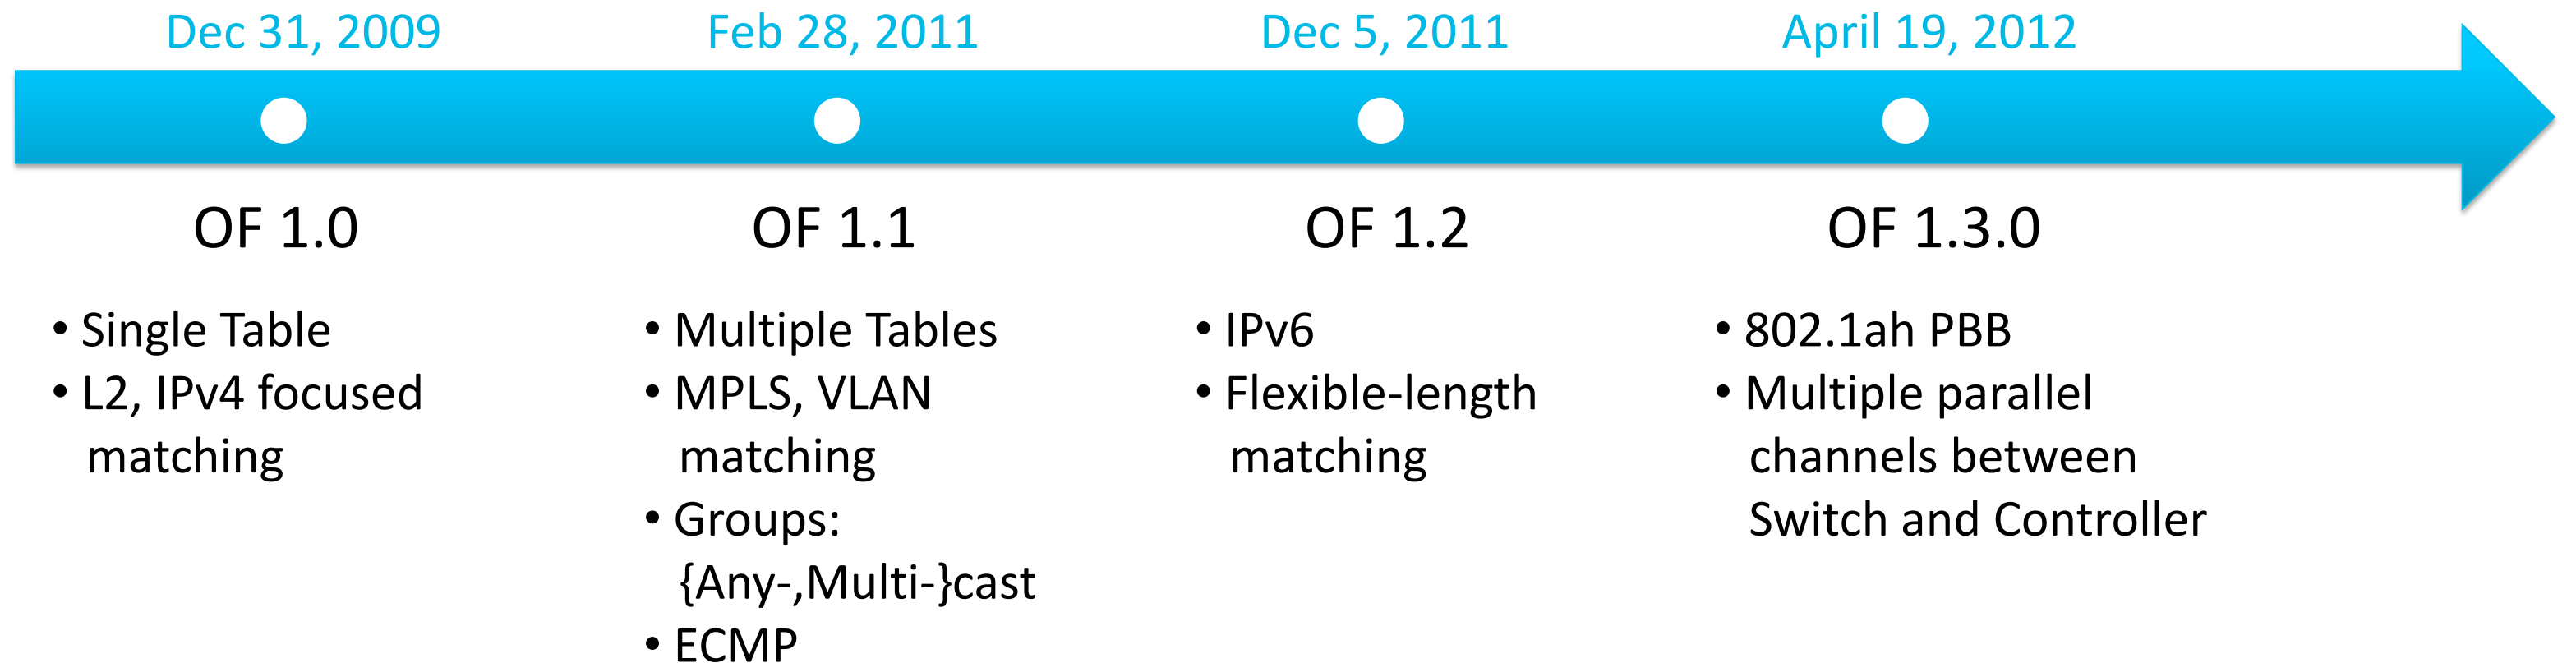 Dec 31, 2009
Feb 28, 2011
Dec 5, 2011
April 19, 2012
OF 1.0
• Single Table
• L2, IPv4 focused
matching
OF 1.1
• Multiple Tables
• MPLS, VLAN
matching
• Groups:
{Any-,Multi-}cast
• ECMP
OF 1.2
• IPv6
• Flexible-length
matching
OF 1.3.0
• 802.1ah PBB
• Multiple parallel
channels between
Switch and Controller